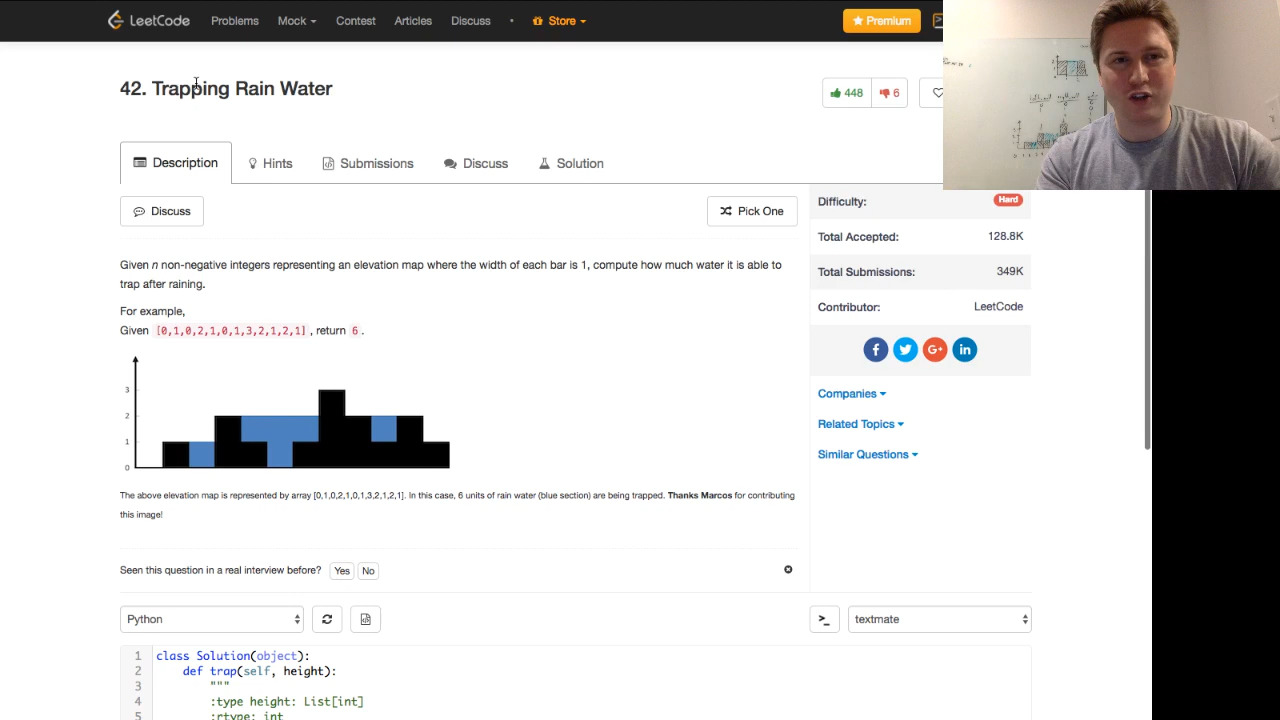 LeetCode Problems Mock Contest Articles Discuss • Store Premium
42. Trapping Rain Water
448 6
Description Hints Submissions Discuss Solution
Discuss Pick One
Given n non-negative integers representing an elevation map where the width of each bar is 1, compute how much water it is able to
trap after raining.
For example,
Given [0,1,0,2,1,0,1,3,2,1,2,1], return 6.
3
2
1
0
The above elevation map is represented by array [0,1,0,2,1,0,1,3,2,1,2,1]. In this case, 6 units of rain water (blue section) are being trapped. Thanks Marcos for contributing
this image!
Seen this question in a real interview before? Yes No
Difficulty: Hard
Total Accepted: 128.8K
Total Submissions: 349K
Contributor: LeetCode
Companies
Related Topics
Similar Questions
Python textmate
1 class Solution(object):
2 def trap(self, height):
3 """
4 :type height: List[int]
5 :rtype: int